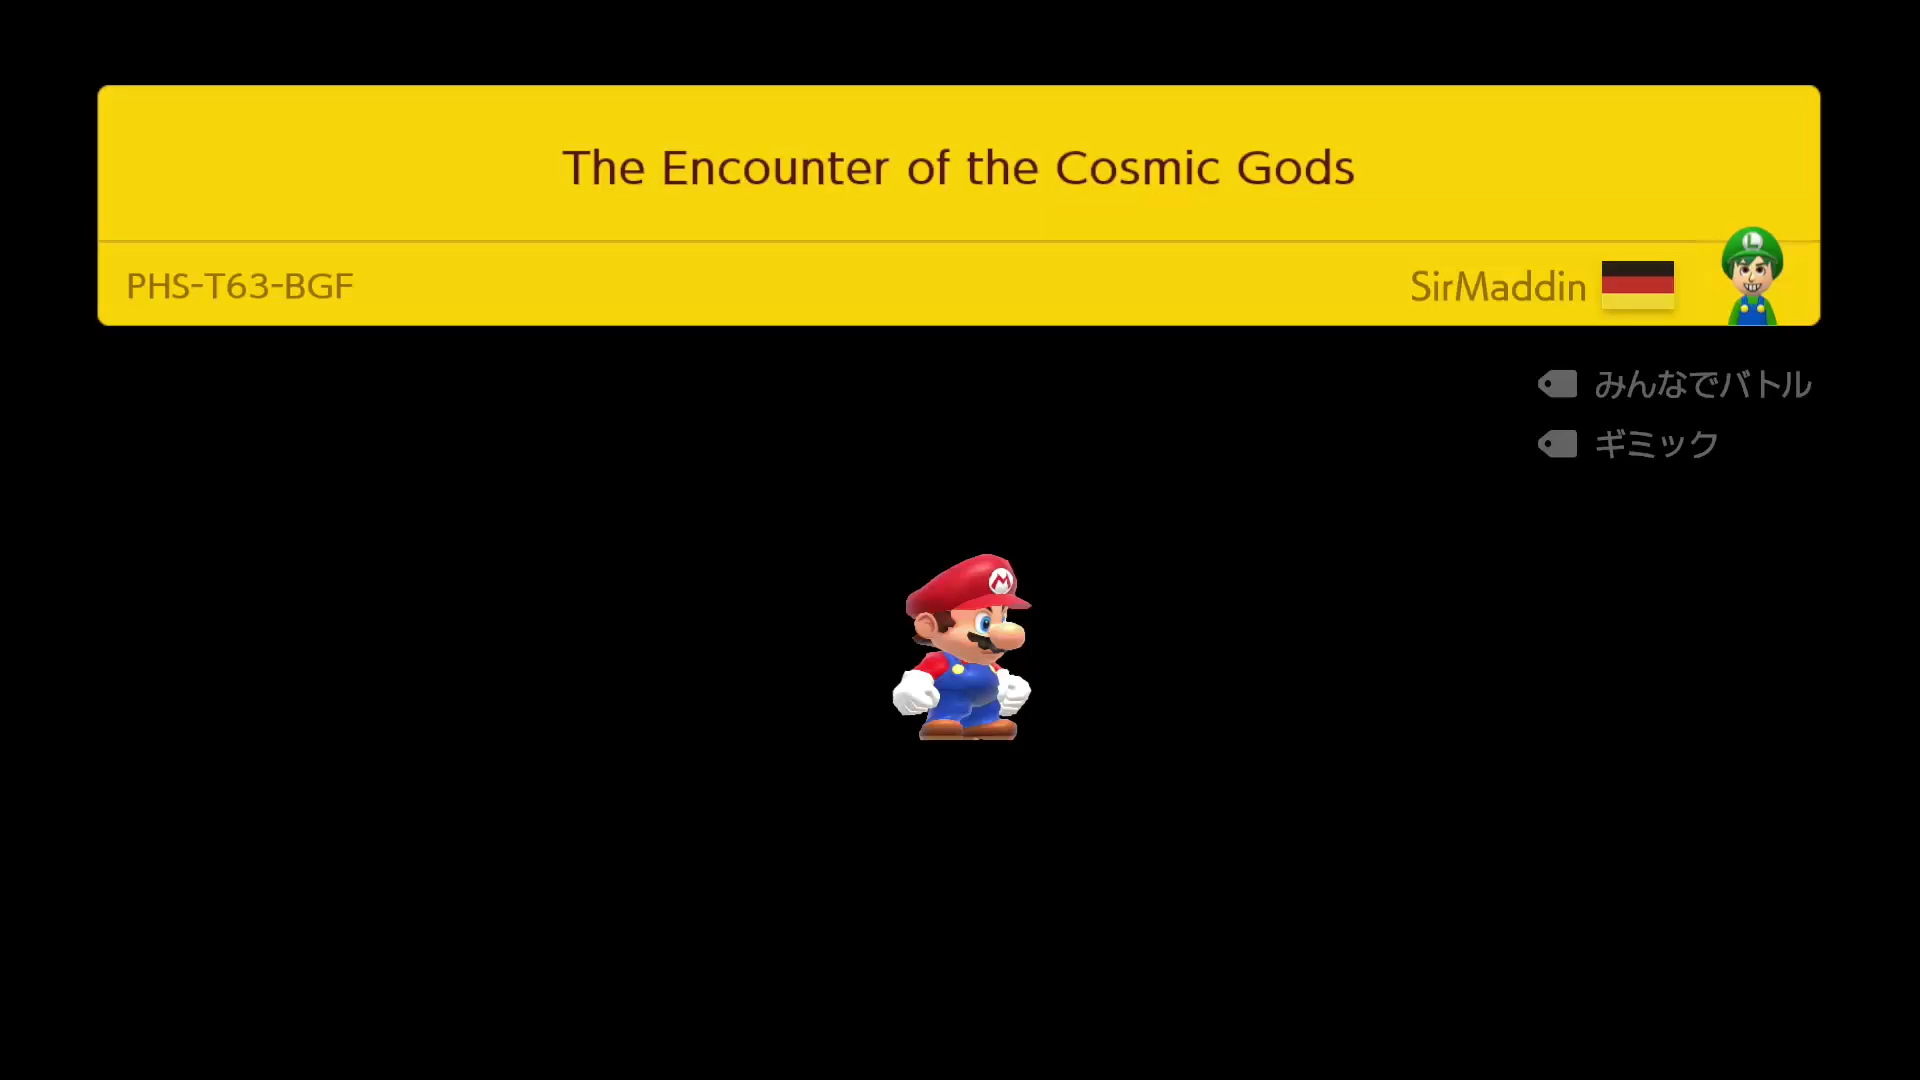 The Encounter of the Cosmic Gods
PHS-T63-BGF
SirMaddin
みんなでバトル
ギミック